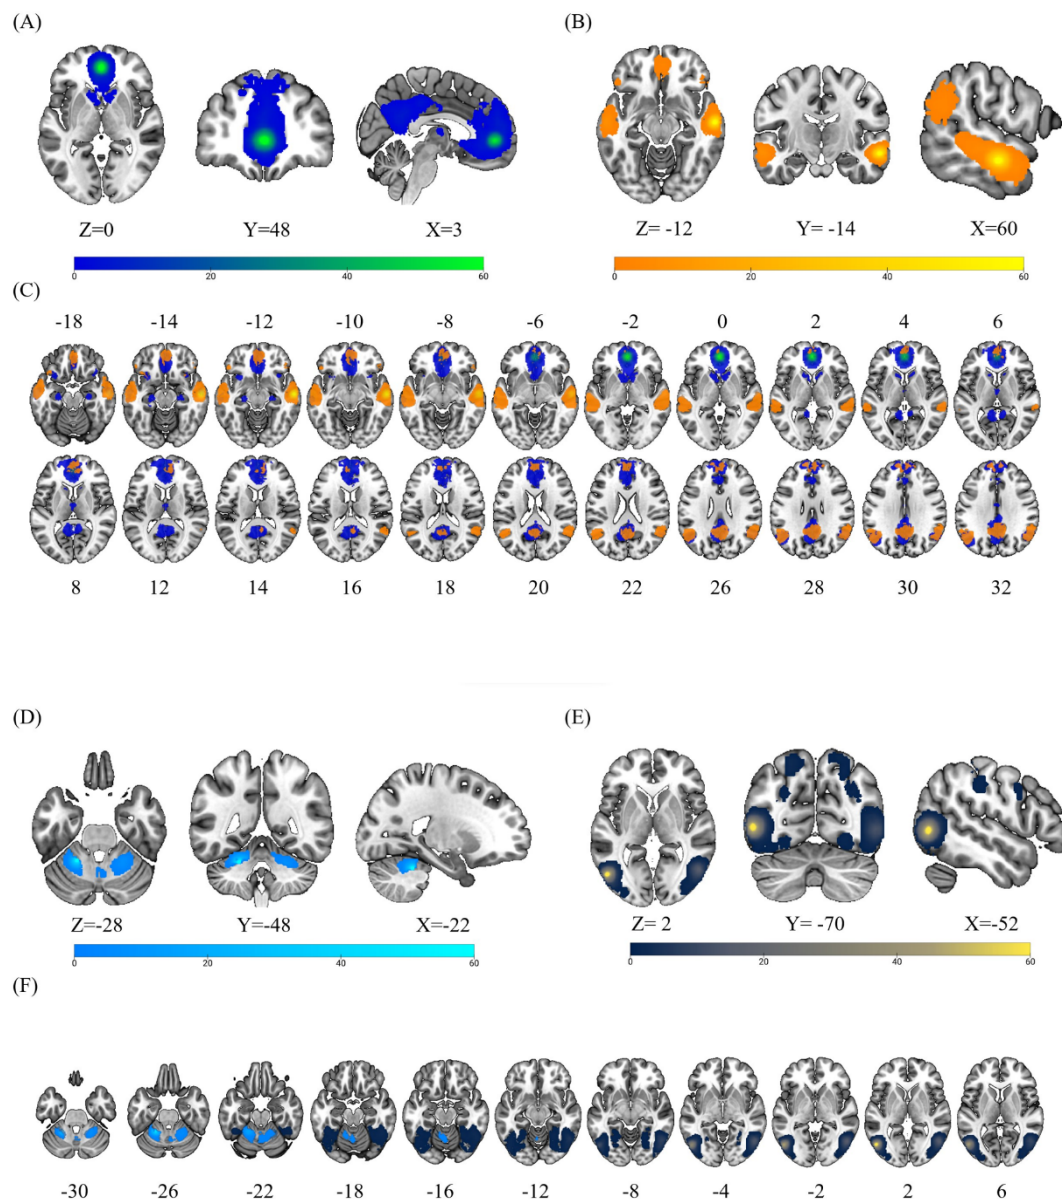 (A)
(B)
Z=0 Y=48 X=3
Z= -12 Y= -14 X=60
0 20 40 60
0 20 40 60
(C)
-18 -14 -12 -10 -8 -6 -2 0 2 4 6
8 12 14 16 18 20 22 26 28 30 32
(D)
(E)
Z=-28 Y=-48 X=-22
Z= 2 Y= -70 X=-52
0 20 40 60
0 20 40 60
(F)
-30 -26 -22 -18 -16 -12 -8 -4 -2 2 6